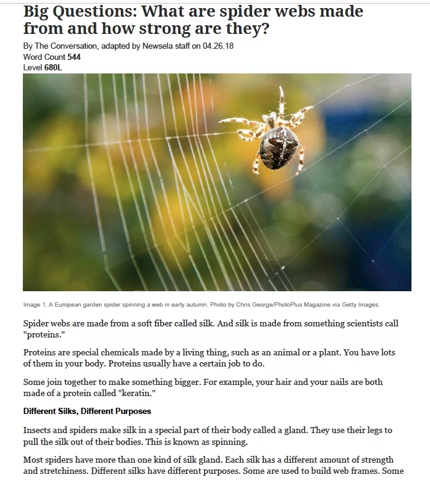 Big Questions: What are spider webs made
from and how strong are they?
By The Conversation, adapted by Newsela staff on 04.26.18
Word Count 544
Level 680L
Image 1. A European garden spider spinning a web in early autumn. Photo by Chris George/PhotoPlus Magazine via Getty Images.
Spider webs are made from a soft fiber called silk. And silk is made from something scientists call
"proteins."
Proteins are special chemicals made by a living thing, such as an animal or a plant. You have lots
of them in your body. Proteins usually have a certain job to do.
Some join together to make something bigger. For example, your hair and your nails are both
made of a protein called "keratin."
Different Silks, Different Purposes
Insects and spiders make silk in a special part of their body called a gland. They use their legs to
pull the silk out of their bodies. This is known as spinning.
Most spiders have more than one kind of silk gland. Each silk has a different amount of strength
and stretchiness. Different silks have different purposes. Some are used to build web frames. Some